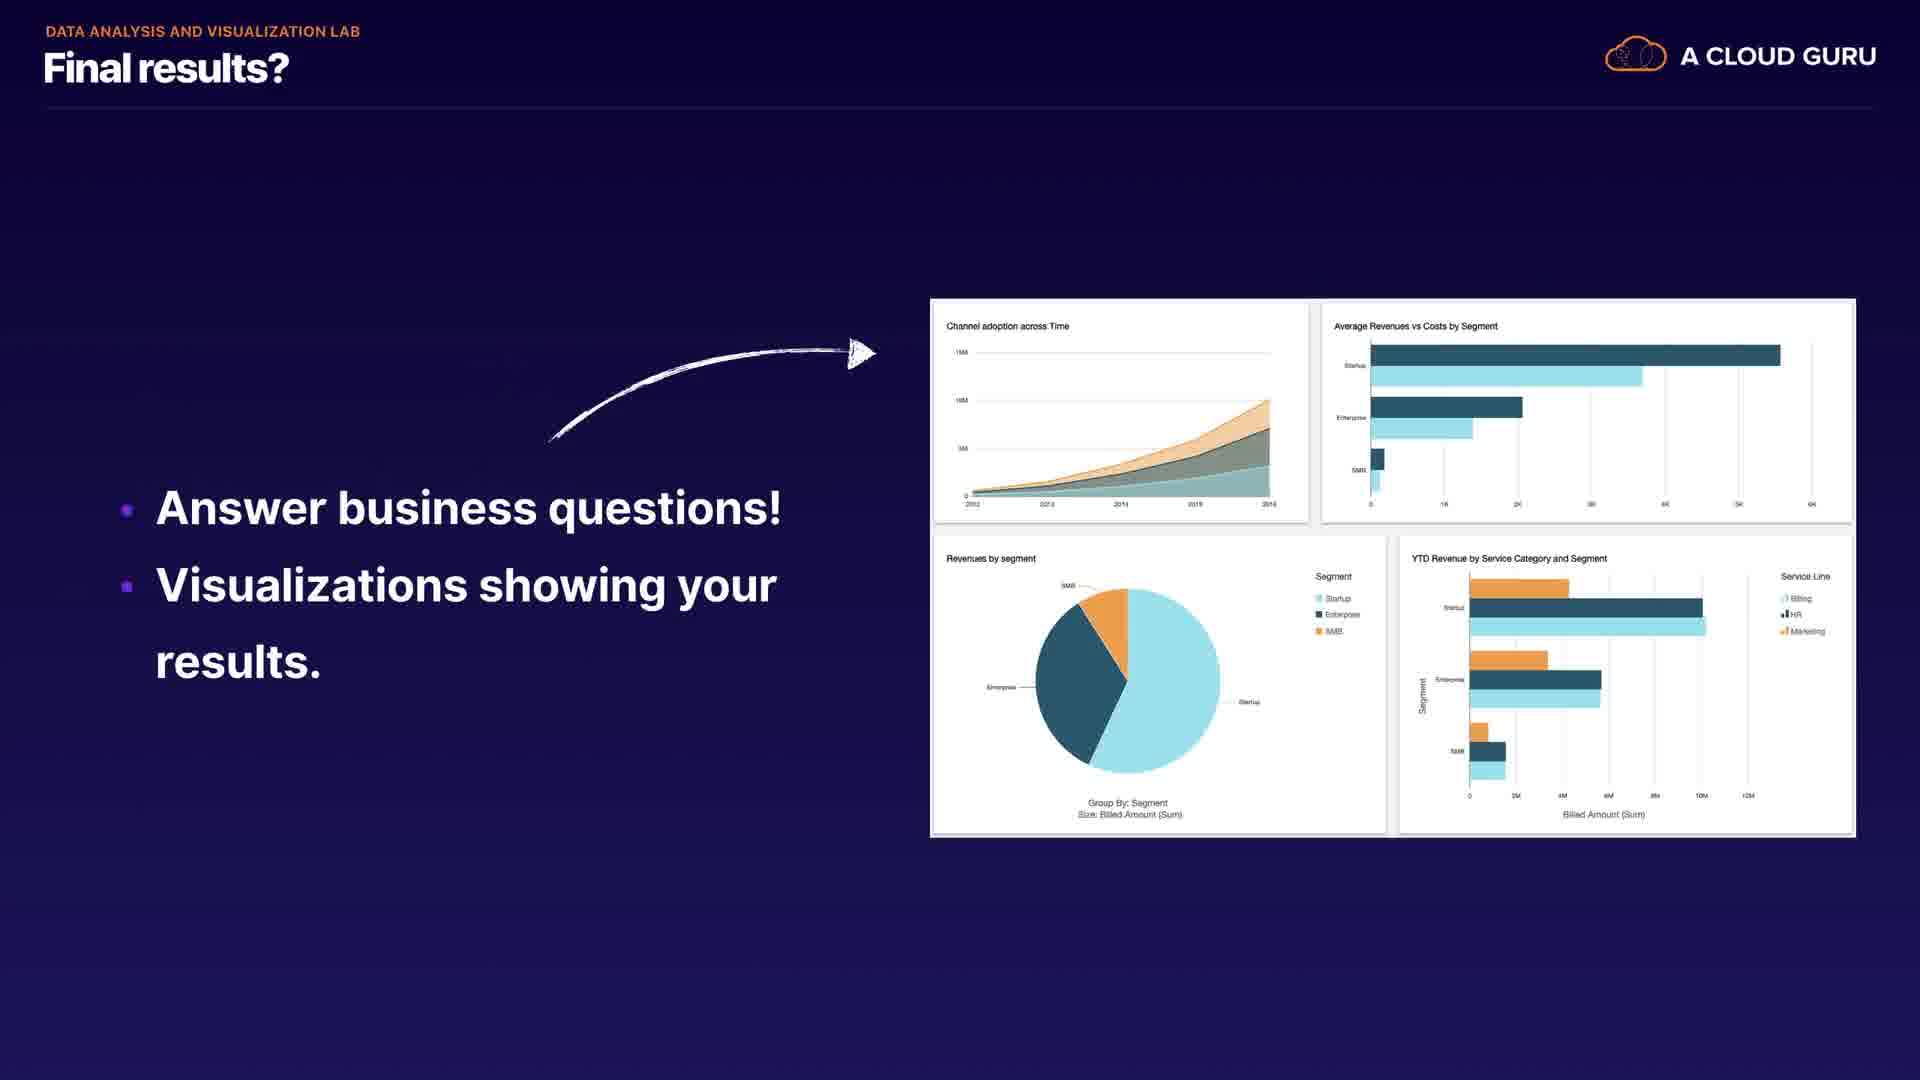 DATA ANALYSIS AND VISUALIZATION LAB
Final results?
A CLOUD GURU
Answer business questions!
Visualizations showing your
results.
Channel adoption across Time
15M
10M
5M
0
2012 2013 2014 2015 2016
Average Revenues vs Costs by Segment
Startup
Enterprise
SMB
0 1K 2K 3K 4K 5K 6K
Revenues by segment
SMB
Enterprise
Startup
Segment
Startup
Enterprise
SMB
Group By: Segment
Size: Billed Amount (Sum)
YTD Revenue by Service Category and Segment
Segment
Startup
Enterprise
SMB
0 2M 4M 6M 8M 10M 12M
Billed Amount (Sum)
Service Line
Billing
HR
Marketing